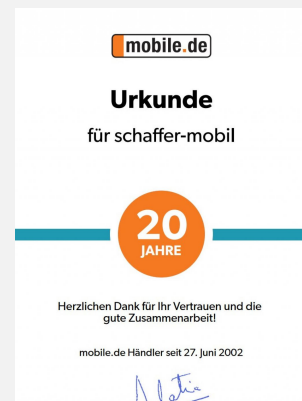 mobile.de
Urkunde
für schaffer-mobil
20
JAHRE
Herzlichen Dank für Ihr Vertrauen und die
gute Zusammenarbeit!
mobile.de Händler seit 27. Juni 2002